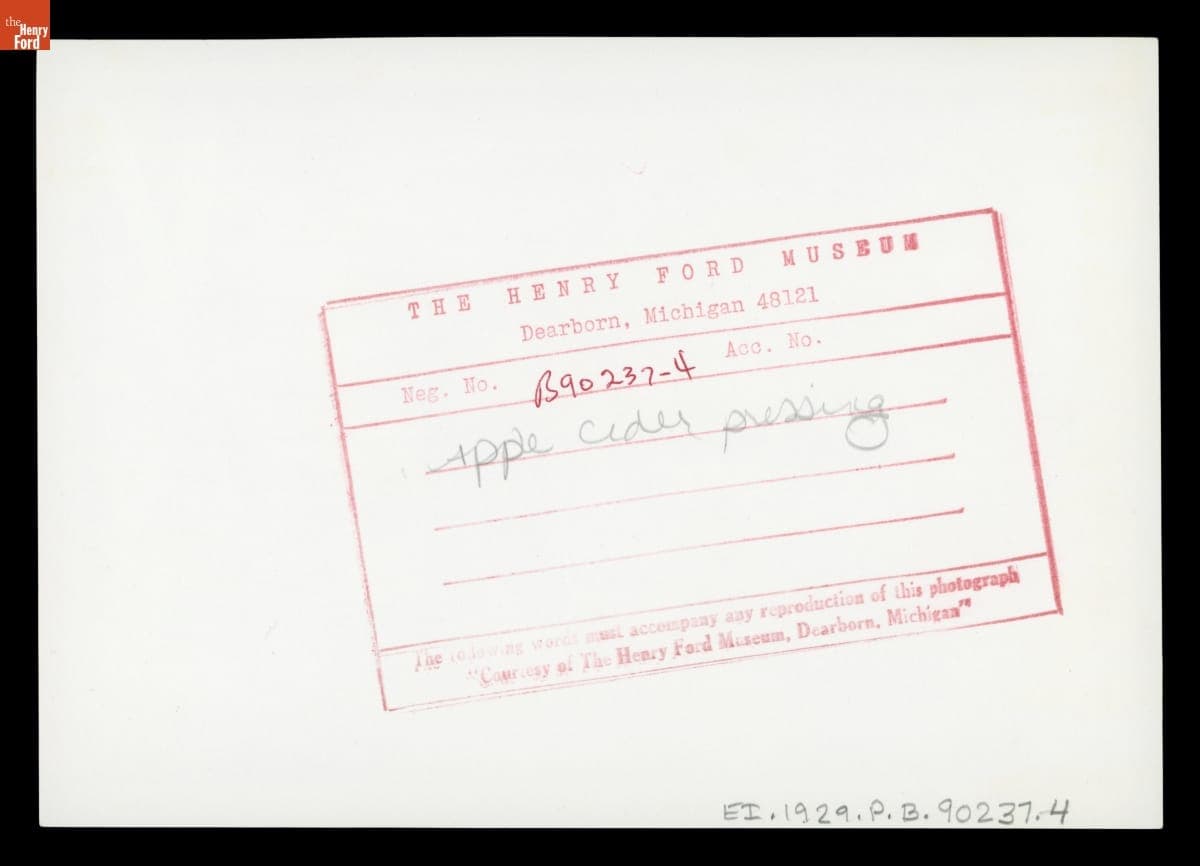 the
Henry
Ford
THE HENRY FORD MUSEUM
Dearborn, Michigan 48121
Neg. No. B90237-4 Acc. No.
Apple Cider pressing
The following words must accompany any reproduction of this photograph
"Courtesy of The Henry Ford Museum, Dearborn, Michigan"
EI.1929.P.B.90237.4